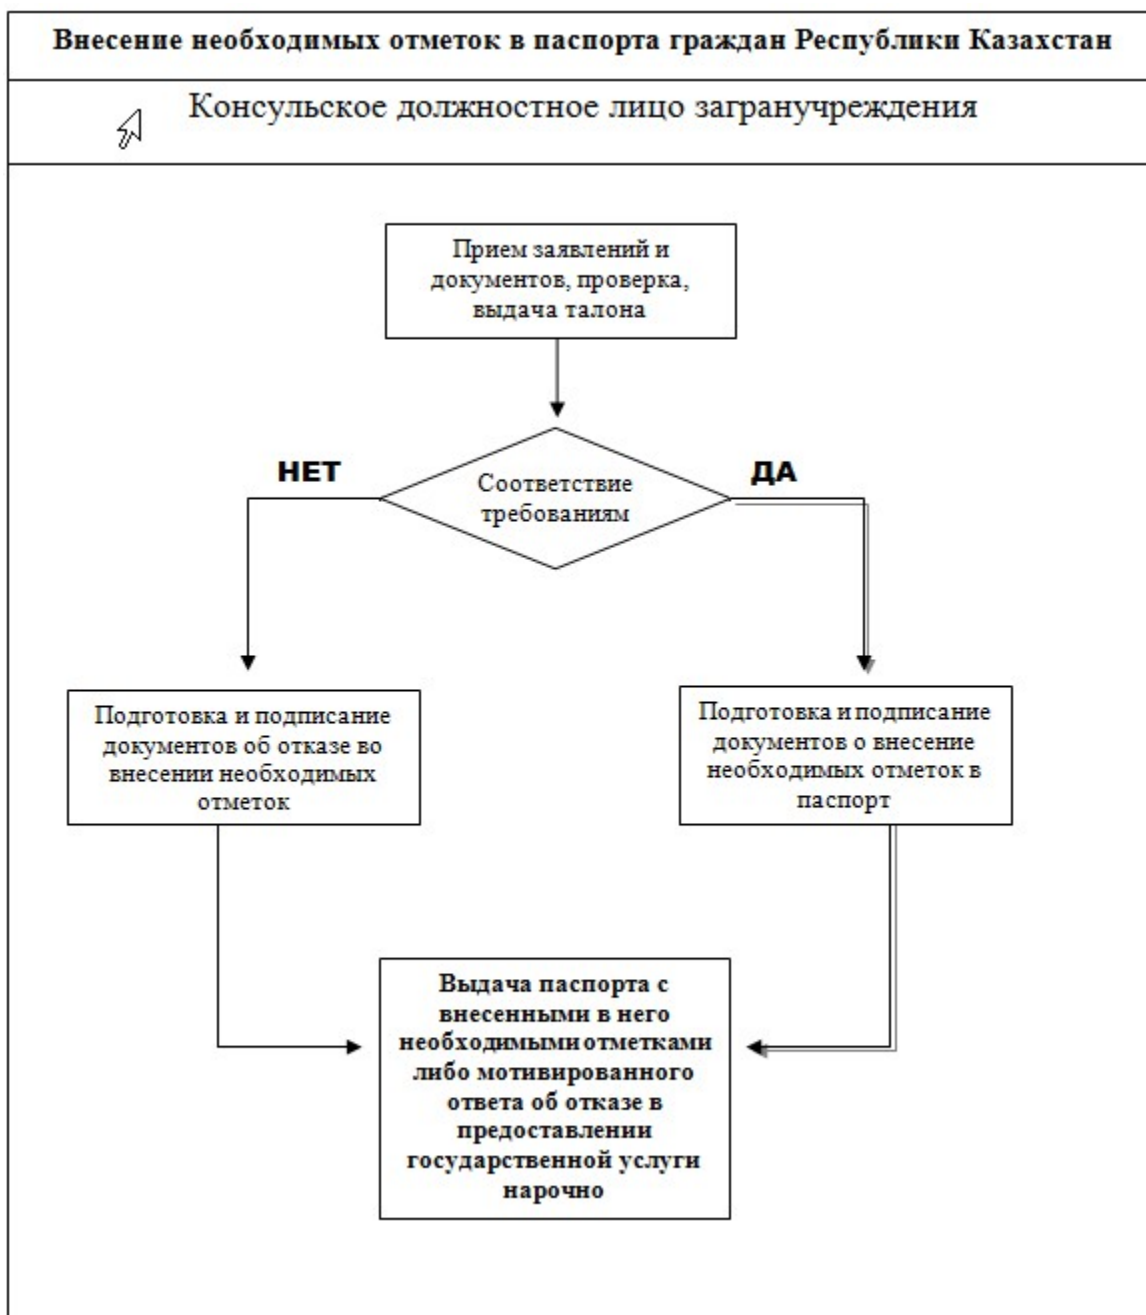 Внесение необходимых отметок в паспорта граждан Республики Казахстан
Консульское должностное лицо загранучреждения
Прием заявлений и
документов, проверка,
выдача талона
НЕТ
ДА
Соответствие
требованиям
Подготовка и подписание
документов об отказе во
внесении необходимых
отметок
Подготовка и подписание
документов о внесение
необходимых отметок в
паспорт
Выдача паспорта с
внесенными в него
необходимыми отметками
либо мотивированного
ответа об отказе в
предоставлении
государственной услуги
нарочно